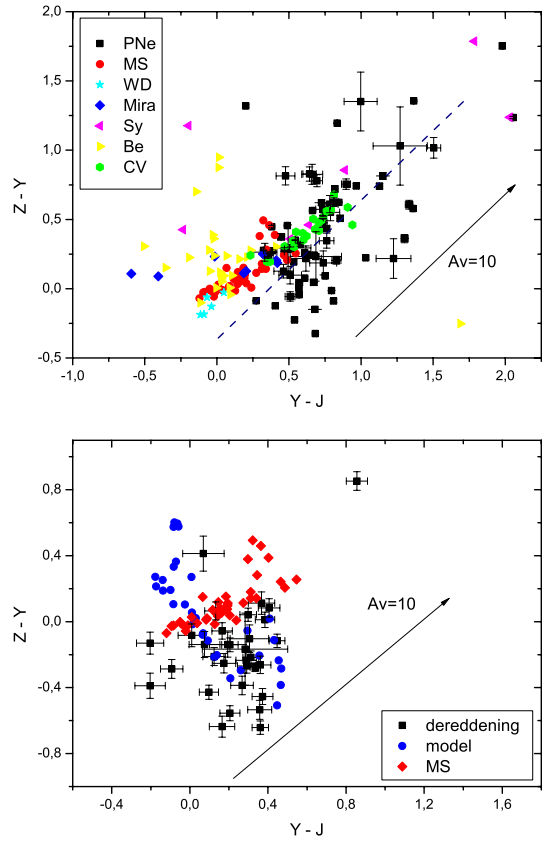 PNe
MS
WD
Mira
Sy
Be
CV
Av=10
Z - Y
2,0
1,5
1,0
0,5
0,0
-0,5
-1,0 -0,5 0,0 0,5 1,0 1,5 2,0
Y - J
Av=10
Z - Y
0,8
0,4
0,0
-0,4
-0,8
dereddening
model
MS
-0,4 0,0 0,4 0,8 1,2 1,6
Y - J